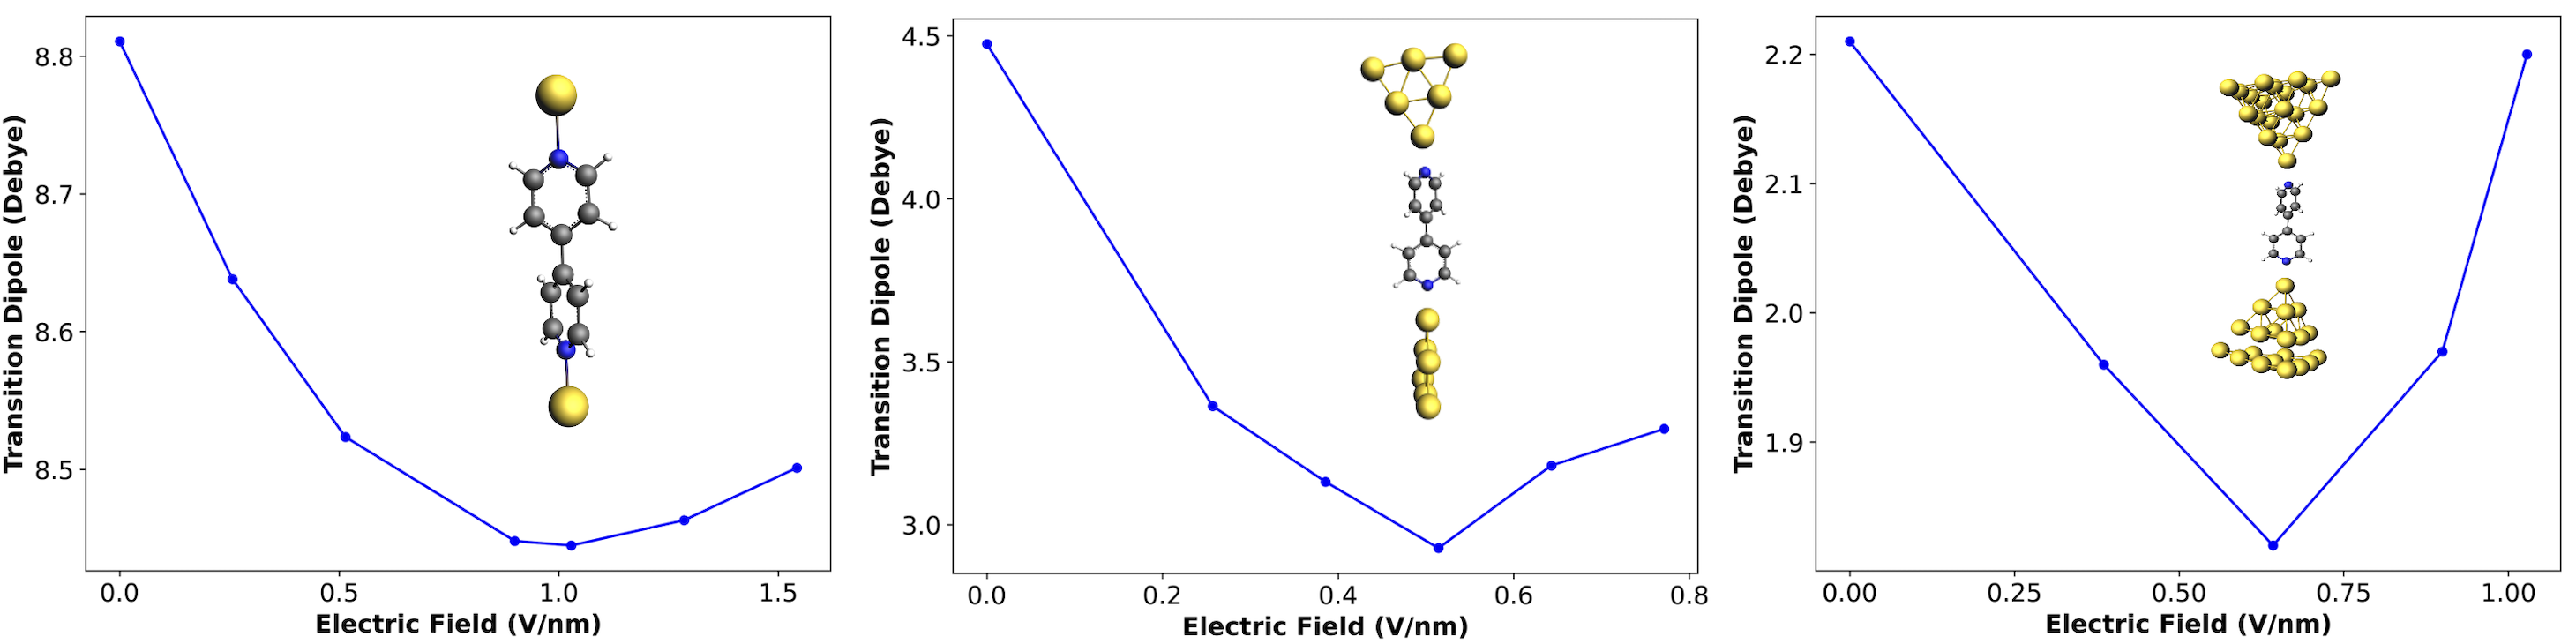 Transition Dipole (Debye)
8.8
8.7
8.6
8.5
0.0 0.5 1.0 1.5
Electric Field (V/nm)
Transition Dipole (Debye)
4.5
4.0
3.5
3.0
0.0 0.2 0.4 0.6 0.8
Electric Field (V/nm)
Transition Dipole (Debye)
2.2
2.1
2.0
1.9
0.00 0.25 0.50 0.75 1.00
Electric Field (V/nm)